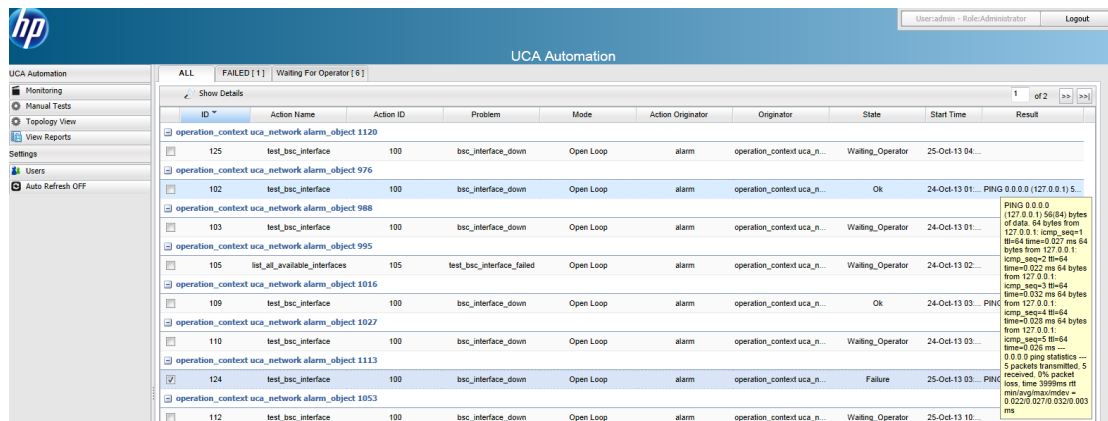 hp
User:admin - Role:Administrator Logout
UCA Automation
UCA Automation
Monitoring
Manual Tests
Topology View
View Reports
Settings
Users
Auto Refresh OFF
ALL FAILED [ 1 ] Waiting For Operator [ 6 ]
Show Details 1 of 2 >> >>|
ID Action Name Action ID Problem Mode Action Originator Originator State Start Time Result
operation_context uca_network alarm_object 1120
125 test_bsc_interface 100 bsc_interface_down Open Loop alarm operation_context uca_n... Waiting_Operator 25-Oct-13 04:...
operation_context uca_network alarm_object 976
102 test_bsc_interface 100 bsc_interface_down Open Loop alarm operation_context uca_n... Ok 24-Oct-13 01:... PING 0.0.0.0 (127.0.0.1) 5...
operation_context uca_network alarm_object 988
103 test_bsc_interface 100 bsc_interface_down Open Loop alarm operation_context uca_n... Waiting_Operator 24-Oct-13 01:...
operation_context uca_network alarm_object 995
105 list_all_available_interfaces 105 test_bsc_interface_failed Open Loop alarm operation_context uca_n... Waiting_Operator 24-Oct-13 02:...
operation_context uca_network alarm_object 1016
109 test_bsc_interface 100 bsc_interface_down Open Loop alarm operation_context uca_n... Ok 24-Oct-13 03:...
operation_context uca_network alarm_object 1027
110 test_bsc_interface 100 bsc_interface_down Open Loop alarm operation_context uca_n... Waiting_Operator 24-Oct-13 03:...
operation_context uca_network alarm_object 1113
124 test_bsc_interface 100 bsc_interface_down Open Loop alarm operation_context uca_n... Failure 25-Oct-13 03:...
operation_context uca_network alarm_object 1053
112 test_bsc_interface 100 bsc_interface_down Open Loop alarm operation_context uca_n... Waiting_Operator 25-Oct-13 10:...
PING 0.0.0.0
(127.0.0.1) 56(84) bytes
of data. 64 bytes from
127.0.0.1: icmp_seq=1
ttl=64 time=0.027 ms 64
bytes from 127.0.0.1:
icmp_seq=2 ttl=64
time=0.022 ms 64 bytes
from 127.0.0.1:
icmp_seq=3 ttl=64
time=0.032 ms 64 bytes
from 127.0.0.1:
icmp_seq=4 ttl=64
time=0.028 ms 64 bytes
from 127.0.0.1:
icmp_seq=5 ttl=64
time=0.026 ms ---
0.0.0.0 ping statistics ---
5 packets transmitted, 5
received, 0% packet
loss, time 3999ms rtt
min/avg/max/mdev =
0.022/0.027/0.032/0.003
ms